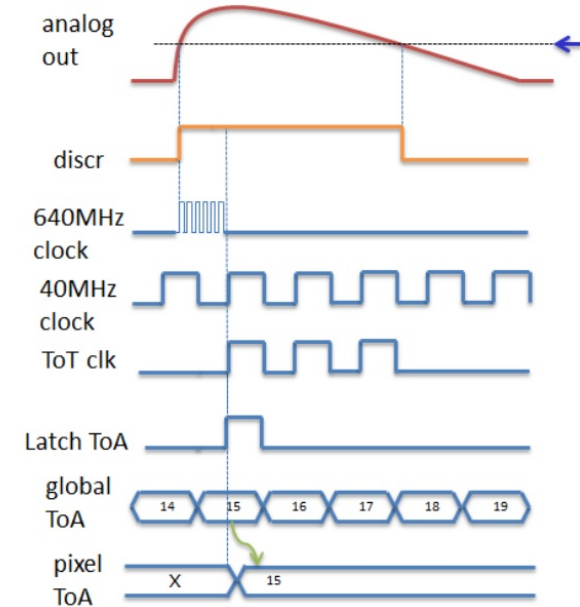 analog
out
discr
640MHz
clock
40MHz
clock
ToT clk
Latch ToA
global
ToA
14 15 16 17 18 19
pixel
ToA
X 15